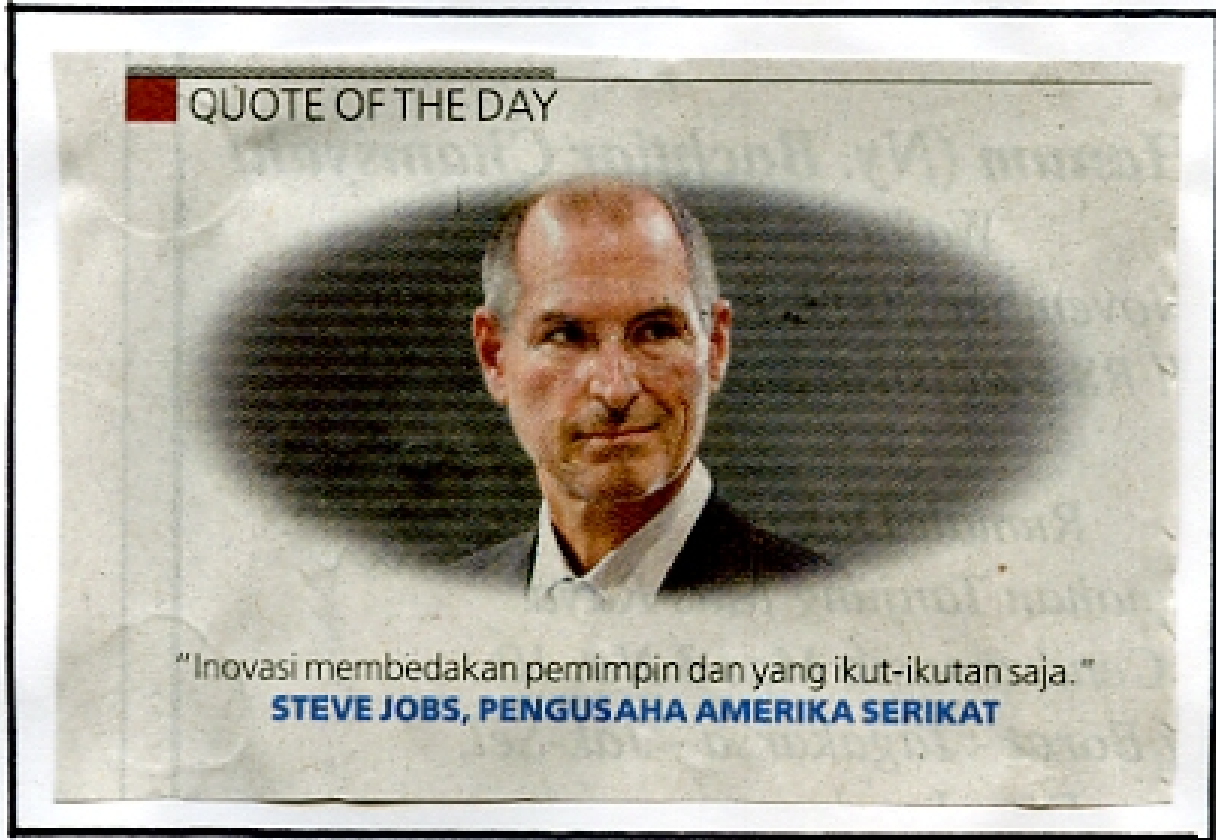 QUOTE OF THE DAY
"Inovasi membedakan pemimpin dan yang ikut-ikutan saja."
STEVE JOBS, PENGUSAHA AMERIKA SERIKAT